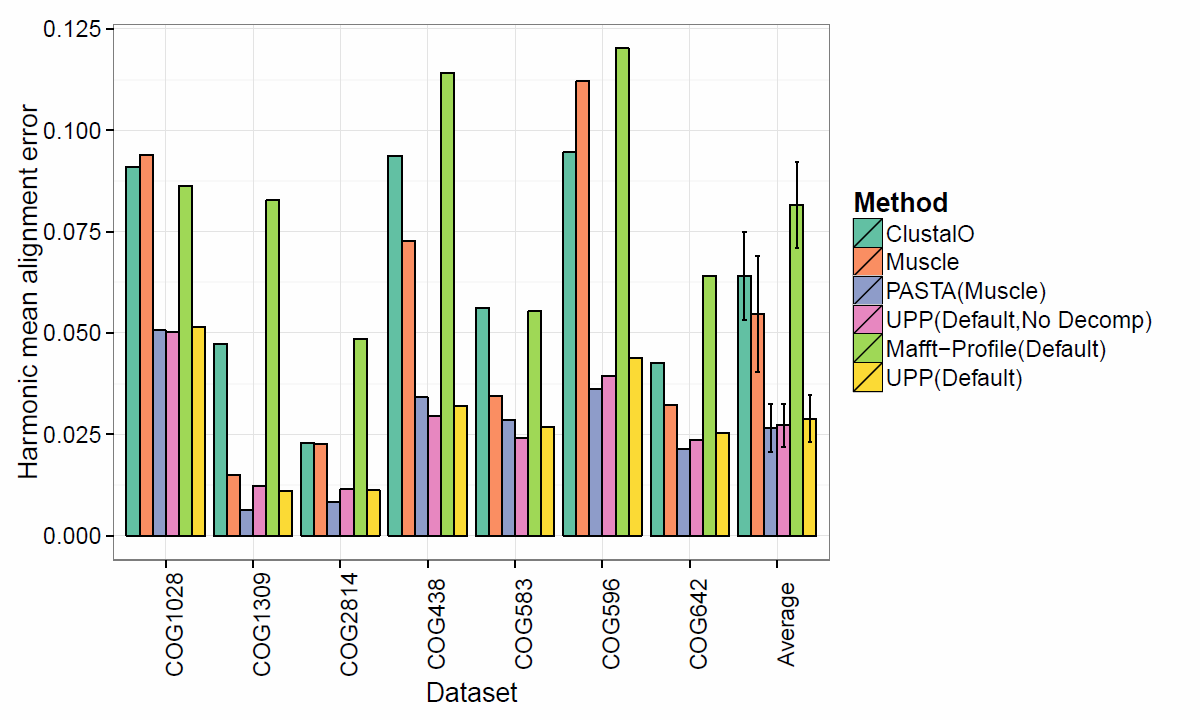 0.125
0.100
0.075
0.050
0.025
0.000
Harmonic mean alignment error
COG1028
COG1309
COG2814
COG438
COG583
COG596
COG642
Average
Dataset
Method
ClustalO
Muscle
PASTA(Muscle)
UPP(Default,No Decomp)
Mafft−Profile(Default)
UPP(Default)